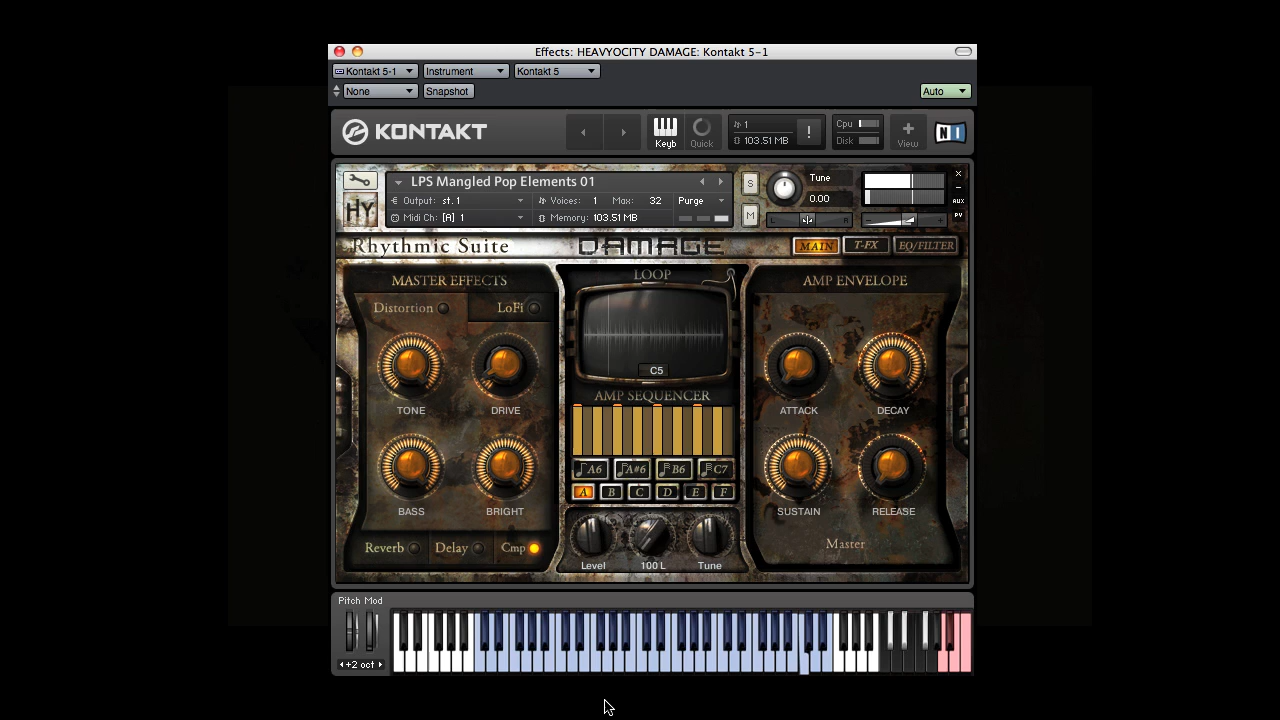 Effects: HEAVYOCITY DAMAGE: Kontakt 5-1
Kontakt 5-1 Instrument Kontakt 5
None Snapshot Auto
KONTAKT Keyb Quick 1 103.51 MB ! Cpu Disk View NI
LPS Mangled Pop Elements 01 S Tune
Output: st.1 Voices: 1 Max: 32 Purge 0.00 AUX
HY Midi Ch: [A] 1 Memory: 103.51 MB M L R PV
Rhythmic Suite DAMAGE MAIN T-FX EQ/FILTER
MASTER EFFECTS LOOP AMP ENVELOPE
Distortion LoFi
C5
AMP SEQUENCER
TONE DRIVE ATTACK DECAY
A6 A#6 B6 C7
A B C D E F
BASS BRIGHT SUSTAIN RELEASE
Reverb Delay Cmp Master
Level 100 L Tune
Pitch Mod
+2 oct